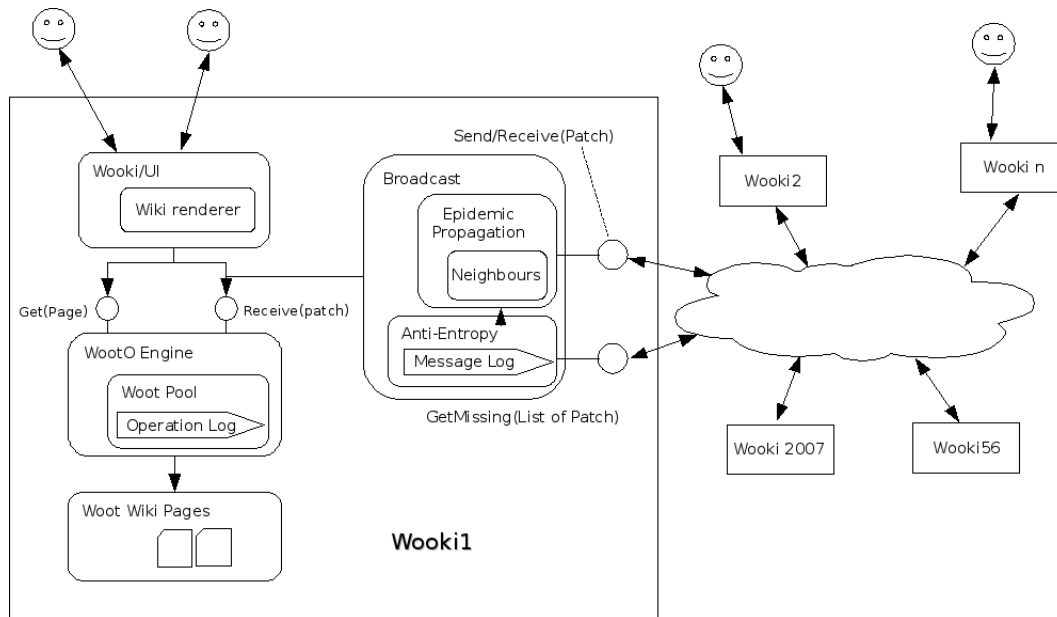 Wooki/UI
Wiki renderer
Get(Page)
Receive(patch)
WootO Engine
Woot Pool
Operation Log
Woot Wiki Pages
Broadcast
Epidemic
Propagation
Neighbours
Anti-Entropy
Message Log
Send/Receive(Patch)
GetMissing(List of Patch)
Wooki1
Wooki2
Wooki n
Wooki 2007
Wooki56